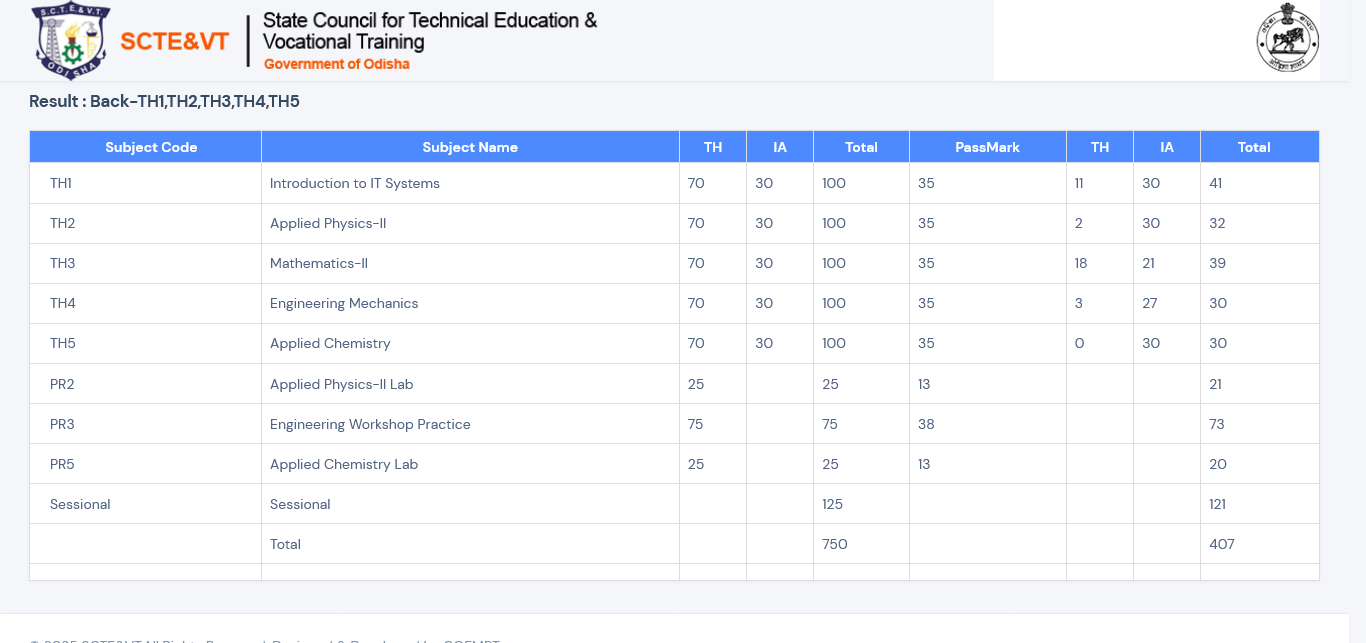 S.C.T.E.&V.T.
ODISHA
SCTE&VT
State Council for Technical Education &
Vocational Training
Government of Odisha
Result : Back-TH1,TH2,TH3,TH4,TH5
Subject Code Subject Name TH IA Total PassMark TH IA Total
TH1 Introduction to IT Systems 70 30 100 35 11 30 41
TH2 Applied Physics-II 70 30 100 35 2 30 32
TH3 Mathematics-II 70 30 100 35 18 21 39
TH4 Engineering Mechanics 70 30 100 35 3 27 30
TH5 Applied Chemistry 70 30 100 35 0 30 30
PR2 Applied Physics-II Lab 25 25 13 21
PR3 Engineering Workshop Practice 75 75 38 73
PR5 Applied Chemistry Lab 25 25 13 20
Sessional Sessional 125 121
Total 750 407